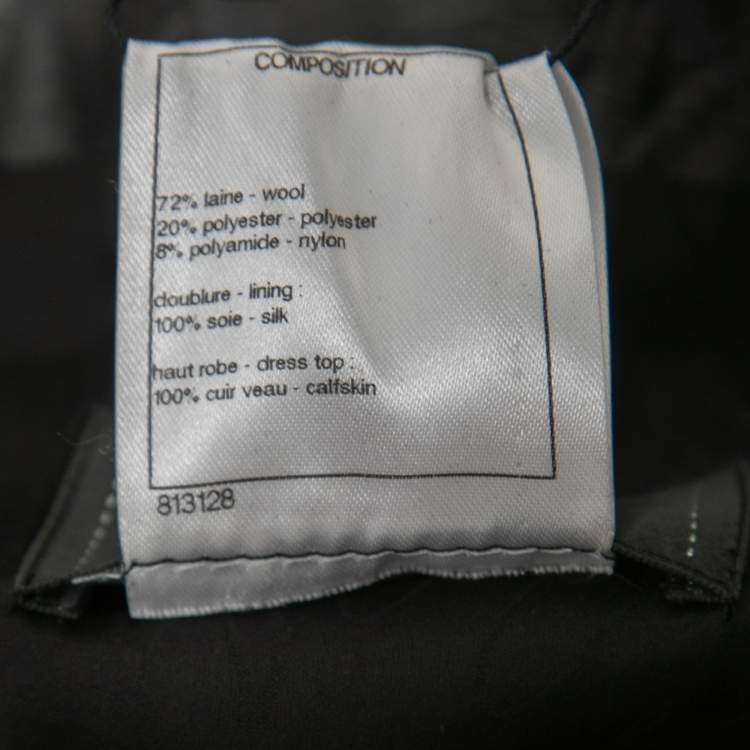 COMPOSITION
72% laine - wool
20% polyester - polyester
8% polyamide - nylon
doublure - lining :
100% soie - silk
haut robe - dress top :
100% cuir veau - calfskin
813128